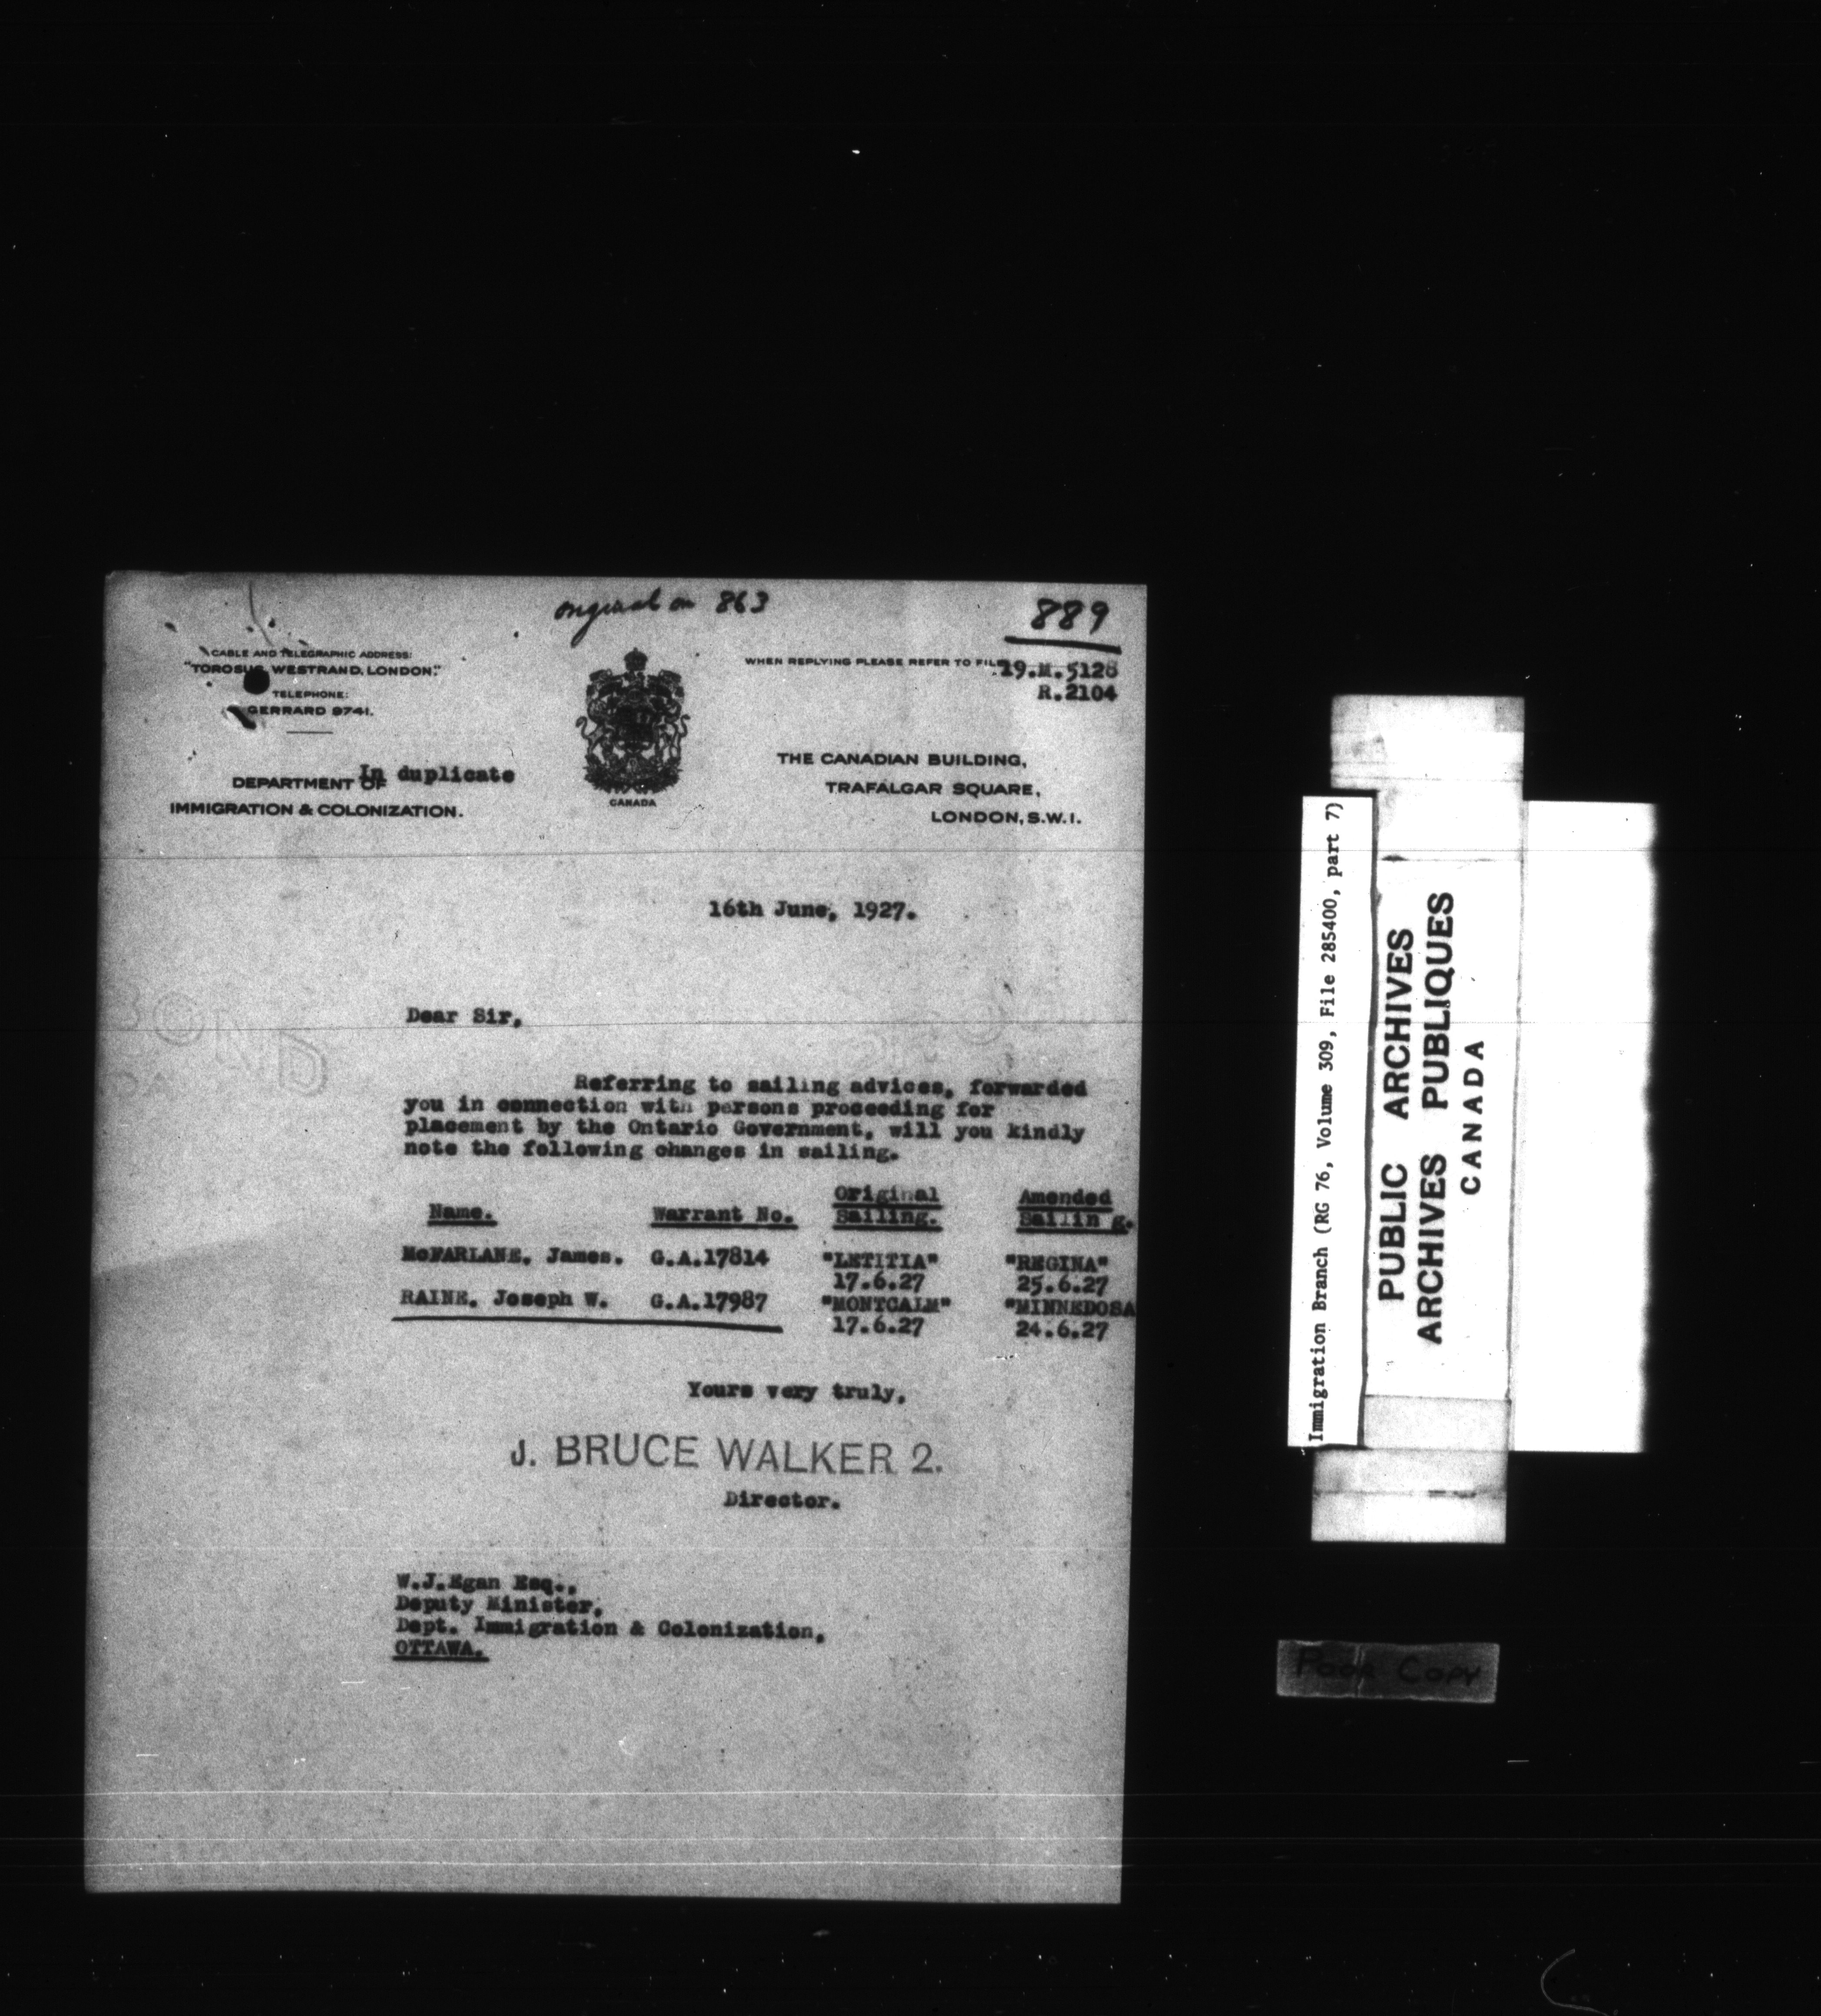 original on 863
889
CABLE AND TELEGRAPHIC ADDRESS:
"TOROSUS, WESTRAND, LONDON."
TELEPHONE:
GERRARD 9741.
WHEN REPLYING PLEASE REFER TO FILE 19.M.5128
R.2104
In duplicate
DEPARTMENT OF
IMMIGRATION & COLONIZATION.
CANADA
THE CANADIAN BUILDING,
TRAFALGAR SQUARE,
LONDON, S.W.1.
16th June, 1927.
BOND
Dear Sir,
Referring to sailing advices, forwarded
you in connection with persons proceeding for
placement by the Ontario Government, will you kindly
note the following changes in sailing.
Name. Warrant No. Original Sailing. Amended Sailin g.
McFARLANE, James. G.A.17814 "LETITIA" "REGINA"
17.6.27 25.6.27
RAINE, Joseph W. G.A.17987 "MONTCALM" "MINNEDOSA
17.6.27 24.6.27
Yours very truly,
J. BRUCE WALKER 2.
Director.
W.J.Egan Esq.,
Deputy Minister,
Dept. Immigration & Colonization,
OTTAWA.
Immigration Branch (RG 76, Volume 309, File 285400, part 7)
PUBLIC ARCHIVES
ARCHIVES PUBLIQUES
CANADA
POOR COPY